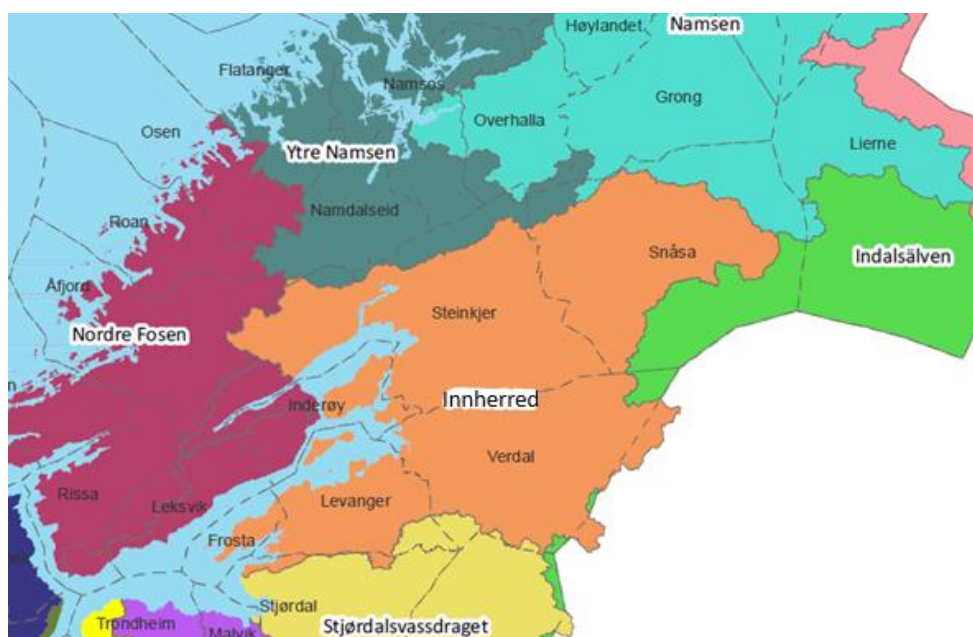 Høylandet
Namsen
Flatanger
Namsos
Grong
Overhalla
Osen
Lierne
Ytre Namsen
Namdalseid
Roan
Snåsa
Indalsälven
Åfjord
Steinkjer
Nordre Fosen
n
Innherred
Inderøy
Verdal
Rissa
Levanger
Leksvik
Frosta
Stjørdal
Trondheim
Stjørdalsvassdraget
Malvik